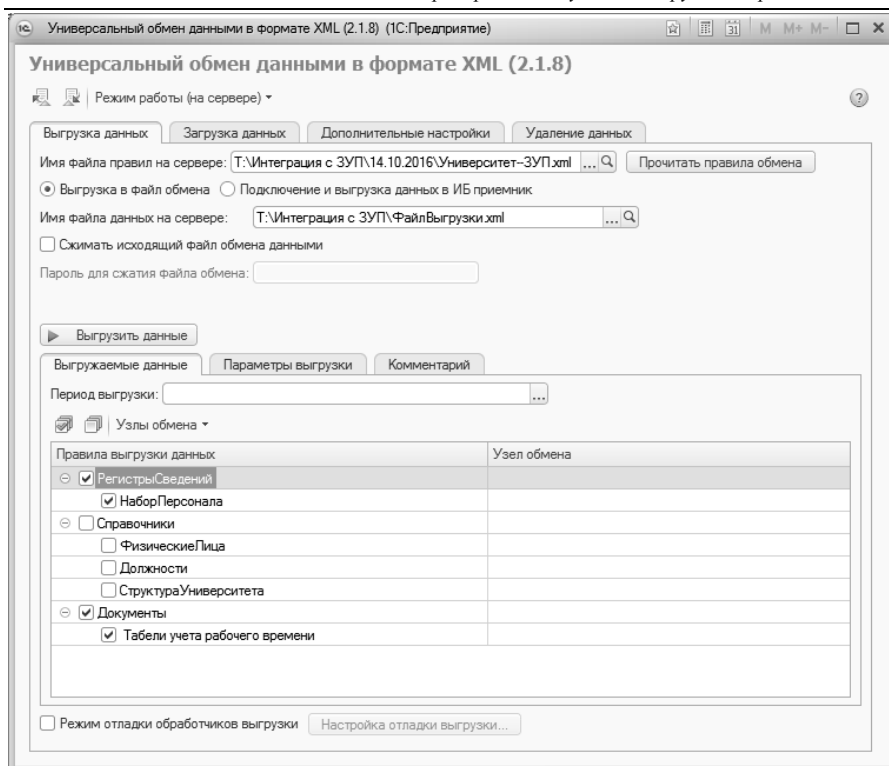 Универсальный обмен данными в формате XML (2.1.8) (1С:Предприятие)
31 M M+ M-
Универсальный обмен данными в формате XML (2.1.8)
Режим работы (на сервере)
Выгрузка данных Загрузка данных Дополнительные настройки Удаление данных
Имя файла правил на сервере: T:\Интеграция с ЗУП\14.10.2016\Университет--ЗУП.xml ... Прочитать правила обмена
Выгрузка в файл обмена Подключение и выгрузка данных в ИБ приемник
Имя файла данных на сервере: T:\Интеграция с ЗУП\ФайлВыгрузки.xml ...
Сжимать исходящий файл обмена данными
Пароль для сжатия файла обмена:
Выгрузить данные
Выгружаемые данные Параметры выгрузки Комментарий
Период выгрузки: ...
Узлы обмена
Правила выгрузки данных Узел обмена
РегистрыСведений
НаборПерсонала
Справочники
ФизическиеЛица
Должности
СтруктураУниверситета
Документы
Табели учета рабочего времени
Режим отладки обработчиков выгрузки Настройка отладки выгрузки...